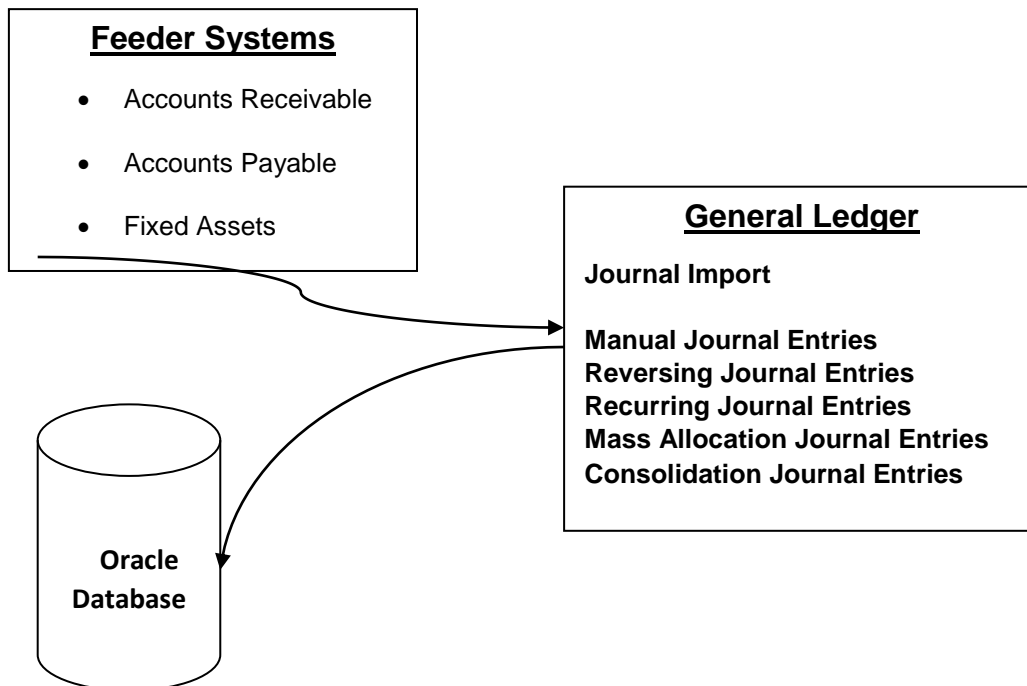 Feeder Systems
• Accounts Receivable
• Accounts Payable
• Fixed Assets
General Ledger
Journal Import
Manual Journal Entries
Reversing Journal Entries
Recurring Journal Entries
Mass Allocation Journal Entries
Consolidation Journal Entries
Oracle
Database